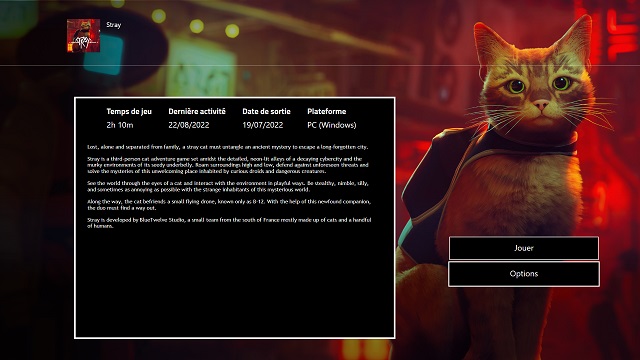 Stray
STRAY
Temps de jeu Dernière activité Date de sortie Plateforme
2h 10m 22/08/2022 19/07/2022 PC (Windows)
Lost, alone and separated from family, a stray cat must untangle an ancient mystery to escape a long-forgotten city.
Stray is a third-person cat adventure game set amidst the detailed, neon-lit alleys of a decaying cybercity and the
murky environments of its seedy underbelly. Roam surroundings high and low, defend against unforeseen threats and
solve the mysteries of this unwelcoming place inhabited by curious droids and dangerous creatures.
See the world through the eyes of a cat and interact with the environment in playful ways. Be stealthy, nimble, silly,
and sometimes as annoying as possible with the strange inhabitants of this mysterious world.
Along the way, the cat befriends a small flying drone, known only as B-12. With the help of this newfound companion,
the duo must find a way out.
Stray is developed by BlueTwelve Studio, a small team from the south of France mostly made up of cats and a handful
of humans.
Jouer
Options